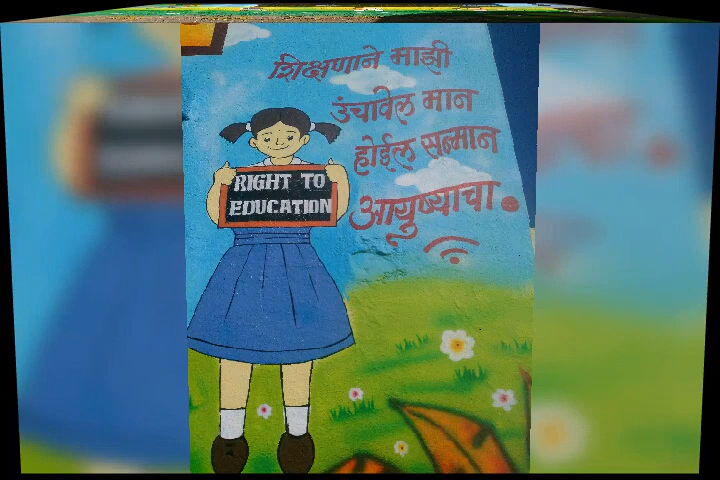 शिक्षणाने माझी
उंचावेल मान
होईल सन्मान
आयुष्याचा.
RIGHT TO
EDUCATION